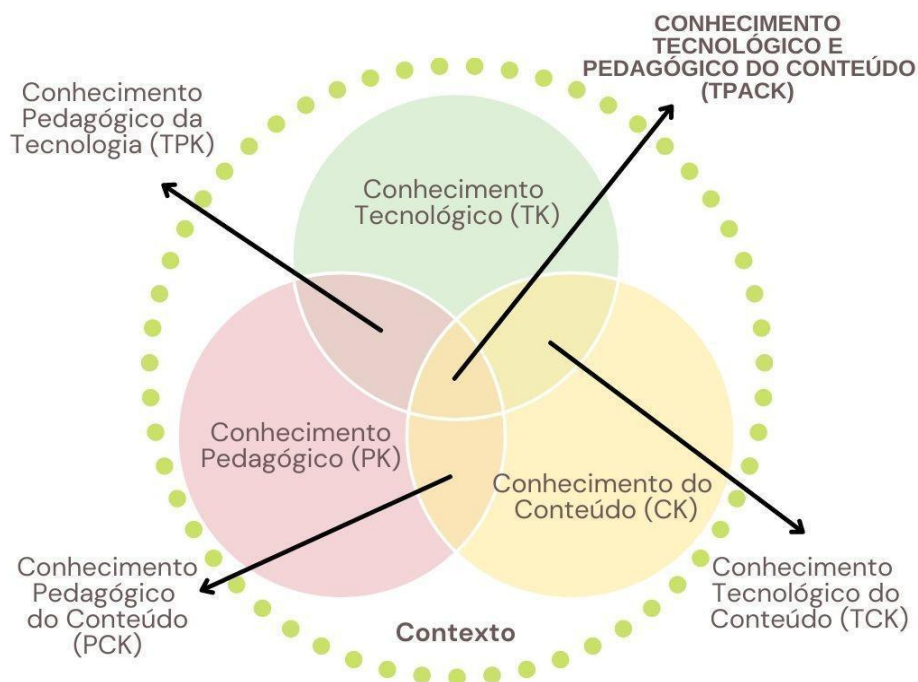 CONHECIMENTO
TECNOLÓGICO E
PEDAGÓGICO DO CONTEÚDO
(TPACK)
Conhecimento
Pedagógico da
Tecnologia (TPK)
Conhecimento
Tecnológico (TK)
Conhecimento
Pedagógico (PK)
Conhecimento do
Conteúdo (CK)
Conhecimento
Pedagógico
do Conteúdo
(PCK)
Conhecimento
Tecnológico do
Conteúdo (TCK)
Contexto